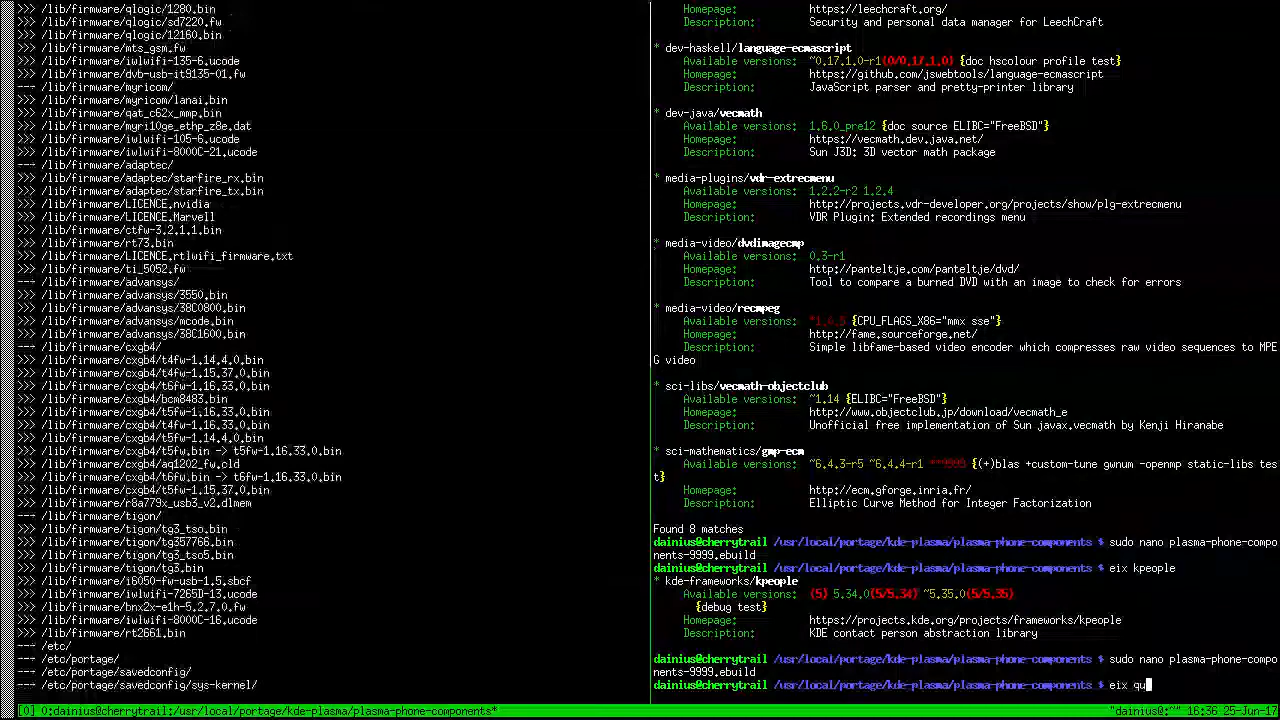 >>> /lib/firmware/qlogic/1280.bin
>>> /lib/firmware/qlogic/sd7220.fw
>>> /lib/firmware/qlogic/12160.bin
>>> /lib/firmware/mts_gsm.fw
>>> /lib/firmware/iwlwifi-135-6.ucode
>>> /lib/firmware/dvb-usb-it9135-01.fw
--- /lib/firmware/myricom/
>>> /lib/firmware/myricom/lanai.bin
>>> /lib/firmware/qat_c62x_mmp.bin
>>> /lib/firmware/myri10ge_ethp_z8e.dat
>>> /lib/firmware/iwlwifi-105-6.ucode
>>> /lib/firmware/iwlwifi-8000C-21.ucode
--- /lib/firmware/adaptec/
>>> /lib/firmware/adaptec/starfire_rx.bin
>>> /lib/firmware/adaptec/starfire_tx.bin
>>> /lib/firmware/LICENCE.nvidia
>>> /lib/firmware/LICENCE.Marvell
>>> /lib/firmware/ctfw-3.2.1.1.bin
>>> /lib/firmware/rt73.bin
>>> /lib/firmware/LICENCE.rtlwifi_firmware.txt
>>> /lib/firmware/ti_5052.fw
--- /lib/firmware/advansys/
>>> /lib/firmware/advansys/3550.bin
>>> /lib/firmware/advansys/38C0800.bin
>>> /lib/firmware/advansys/mcode.bin
>>> /lib/firmware/advansys/38C1600.bin
--- /lib/firmware/cxgb4/
>>> /lib/firmware/cxgb4/t4fw-1.14.4.0.bin
>>> /lib/firmware/cxgb4/t4fw-1.15.37.0.bin
>>> /lib/firmware/cxgb4/t6fw-1.16.33.0.bin
>>> /lib/firmware/cxgb4/bcm8483.bin
>>> /lib/firmware/cxgb4/t5fw-1.16.33.0.bin
>>> /lib/firmware/cxgb4/t4fw-1.16.33.0.bin
>>> /lib/firmware/cxgb4/t5fw-1.14.4.0.bin
>>> /lib/firmware/cxgb4/t5fw.bin -> t5fw-1.16.33.0.bin
>>> /lib/firmware/cxgb4/aq1202_fw.cld
>>> /lib/firmware/cxgb4/t6fw.bin -> t6fw-1.16.33.0.bin
>>> /lib/firmware/cxgb4/t5fw-1.15.37.0.bin
>>> /lib/firmware/r8a779x_usb3_v2.dlmem
--- /lib/firmware/tigon/
>>> /lib/firmware/tigon/tg3_tso.bin
>>> /lib/firmware/tigon/tg357766.bin
>>> /lib/firmware/tigon/tg3_tso5.bin
>>> /lib/firmware/tigon/tg3.bin
>>> /lib/firmware/i6050-fw-usb-1.5.sbcf
>>> /lib/firmware/iwlwifi-7265D-13.ucode
>>> /lib/firmware/bnx2x-e1h-5.2.7.0.fw
>>> /lib/firmware/iwlwifi-8000C-16.ucode
>>> /lib/firmware/rt2661.bin
--- /etc/
--- /etc/portage/
--- /etc/portage/savedconfig/
--- /etc/portage/savedconfig/sys-kernel/
Homepage: https://leechcraft.org/
Description: Security and personal data manager for LeechCraft
* dev-haskell/language-ecmascript
Available versions: ~0.17.1.0-r1(0/0.17.1.0) {doc hscolour profile test}
Homepage: https://github.com/jswebtools/language-ecmascript
Description: JavaScript parser and pretty-printer library
* dev-java/vecmath
Available versions: 1.6.0_pre12 {doc source ELIBC="FreeBSD"}
Homepage: https://vecmath.dev.java.net/
Description: Sun J3D: 3D vector math package
* media-plugins/vdr-extrecmenu
Available versions: 1.2.2-r2 1.2.4
Homepage: http://projects.vdr-developer.org/projects/show/plg-extrecmenu
Description: VDR Plugin: Extended recordings menu
* media-video/dvdimagecmp
Available versions: 0.3-r1
Homepage: http://panteltje.com/panteltje/dvd/
Description: Tool to compare a burned DVD with an image to check for errors
* media-video/recmpeg
Available versions: {CPU_FLAGS_X86="mmx sse"}
Homepage: http://fame.sourceforge.net/
Description: Simple libfame-based video encoder which compresses raw video sequences to MPE
G video
* sci-libs/vecmath-objectclub
Available versions: ~1.14 {ELIBC="FreeBSD"}
Homepage: http://www.objectclub.jp/download/vecmath_e
Description: Unofficial free implementation of Sun javax.vecmath by Kenji Hiranabe
* sci-mathematics/gmp-ecm
Available versions: ~6.4.3-r5 ~6.4.4-r1 **9999 {(+)blas +custom-tune gwnum -openmp static-libs tes
t}
Homepage: http://ecm.gforge.inria.fr/
Description: Elliptic Curve Method for Integer Factorization
Found 8 matches
dainius@cherrytrail /usr/local/portage/kde-plasma/plasma-phone-components $ sudo nano plasma-phone-compo
nents-9999.ebuild
dainius@cherrytrail /usr/local/portage/kde-plasma/plasma-phone-components $ eix kpeople
* kde-frameworks/kpeople
Available versions: (5) 5.34.0(5/5.34) ~5.35.0(5/5.35)
{debug test}
Homepage: https://projects.kde.org/projects/frameworks/kpeople
Description: KDE contact person abstraction library
dainius@cherrytrail /usr/local/portage/kde-plasma/plasma-phone-components $ sudo nano plasma-phone-compo
nents-9999.ebuild
dainius@cherrytrail /usr/local/portage/kde-plasma/plasma-phone-components $ eix qu
[0] 0:dainius@cherrytrail:/usr/local/portage/kde-plasma/plasma-phone-components* "dainius@:~" 16:36 25-Jun-17